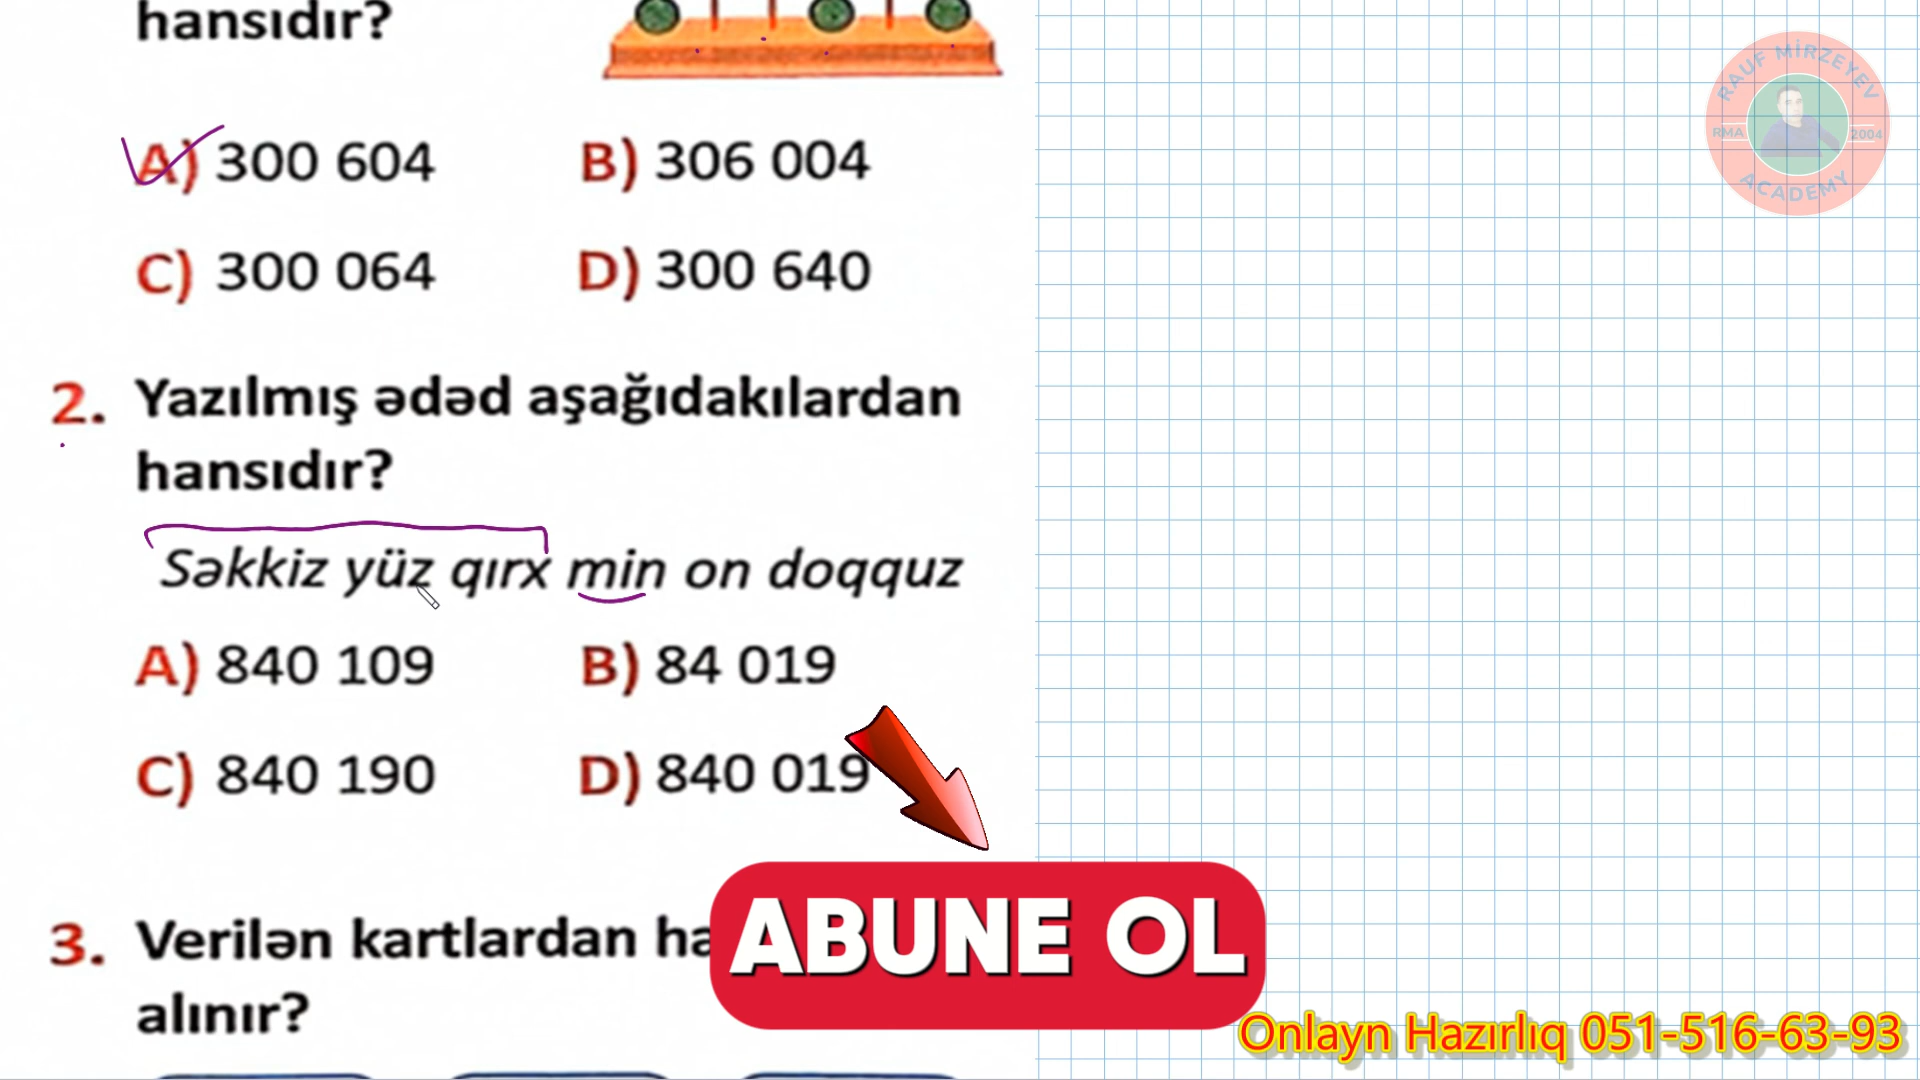 hansıdır?
A) 300 604
B) 306 004
C) 300 064
D) 300 640
2. Yazılmış ədəd aşağıdakılardan
hansıdır?
Səkkiz yüz qırx min on doqquz
A) 840 109
B) 84 019
C) 840 190
D) 840 019
3. Verilən kartlardan
alınır?
ABUNE OL
Onlayn Hazırlıq 051-516-63-93
RAUF MİRZEYEV
RMA 2004
ACADEMY